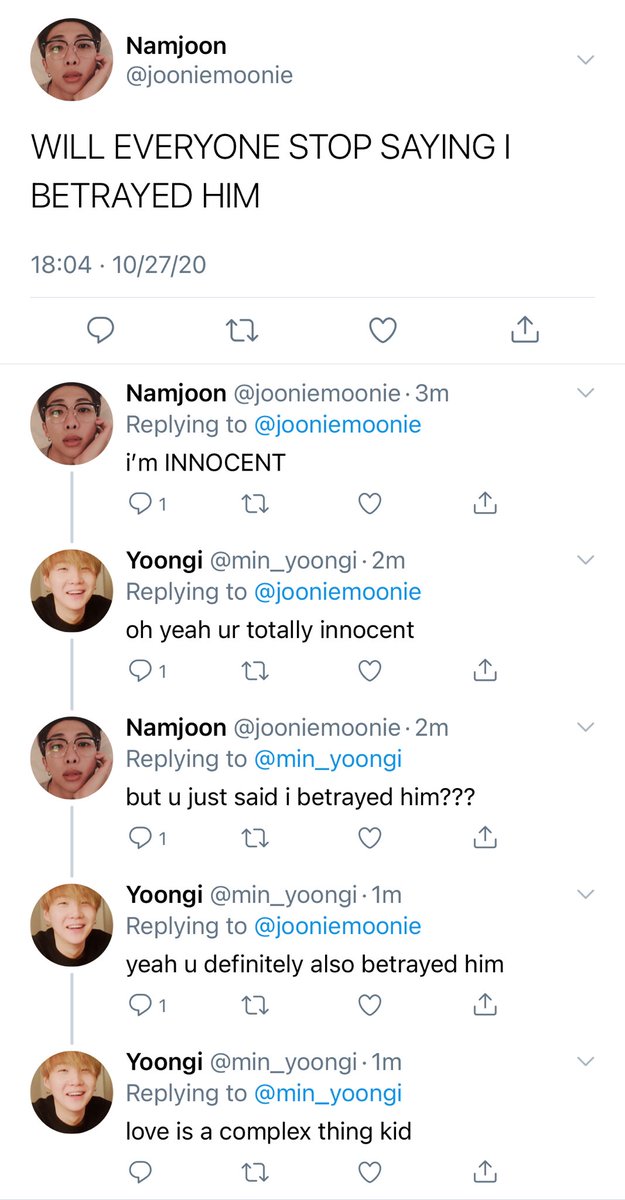 Namjoon
@jooniemoonie
WILL EVERYONE STOP SAYING I
BETRAYED HIM
18:04 · 10/27/20
Namjoon @jooniemoonie · 3m
Replying to @jooniemoonie
i’m INNOCENT
1
Yoongi @min_yoongi · 2m
Replying to @jooniemoonie
oh yeah ur totally innocent
1
Namjoon @jooniemoonie · 2m
Replying to @min_yoongi
but u just said i betrayed him???
1
Yoongi @min_yoongi · 1m
Replying to @jooniemoonie
yeah u definitely also betrayed him
1
Yoongi @min_yoongi · 1m
Replying to @min_yoongi
love is a complex thing kid